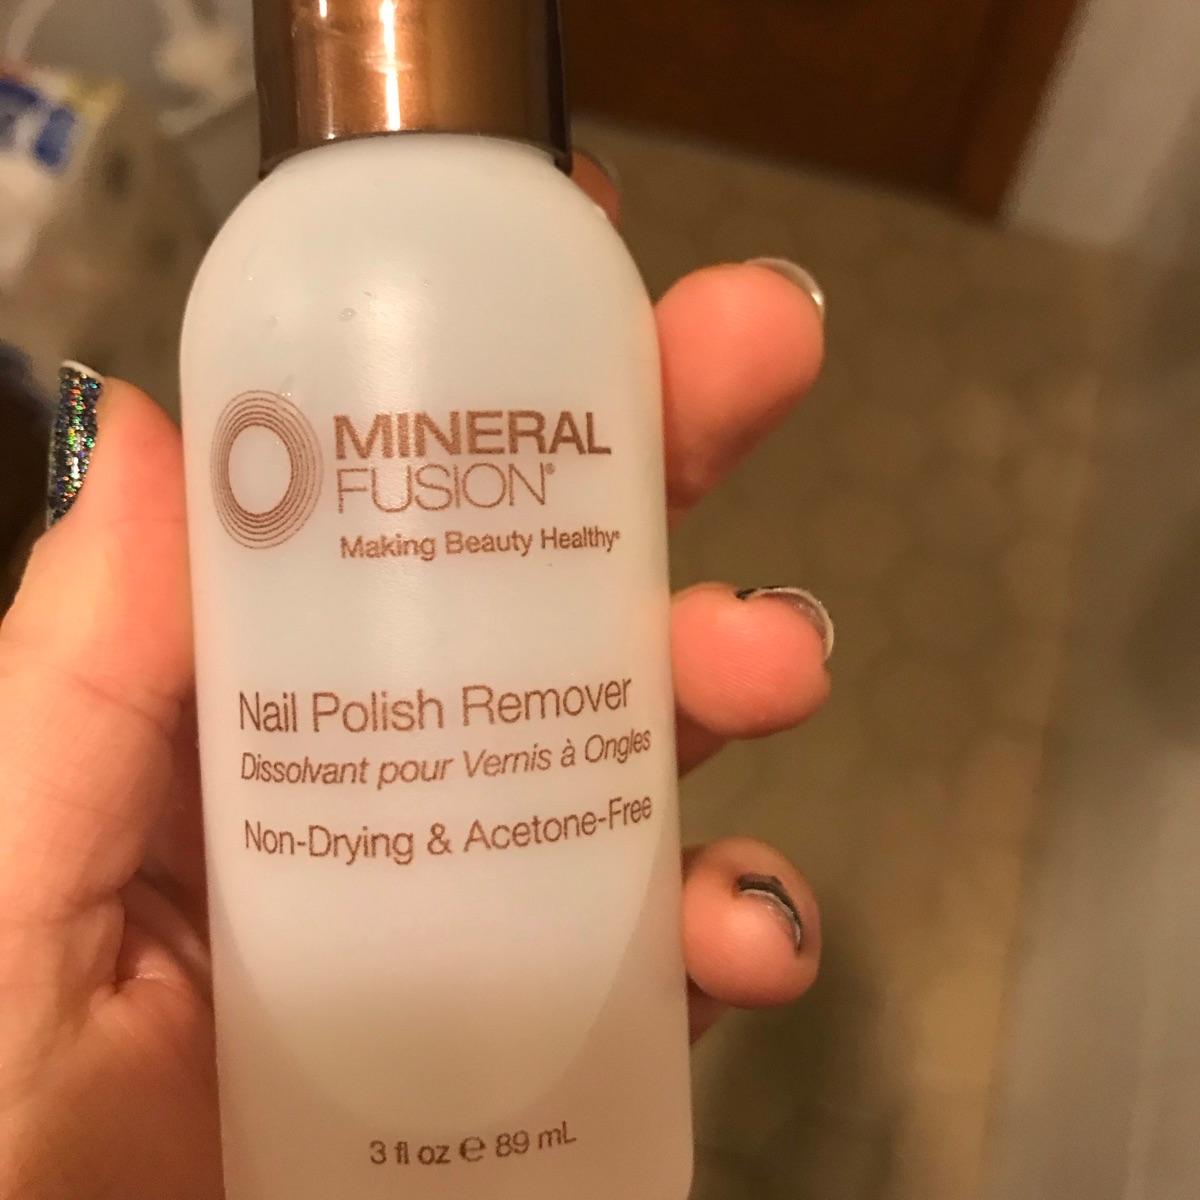 MINERAL
FUSION®
Making Beauty Healthy®
Nail Polish Remover
Dissolvant pour Vernis à Ongles
Non-Drying & Acetone-Free
3 fl oz ℮ 89 mL